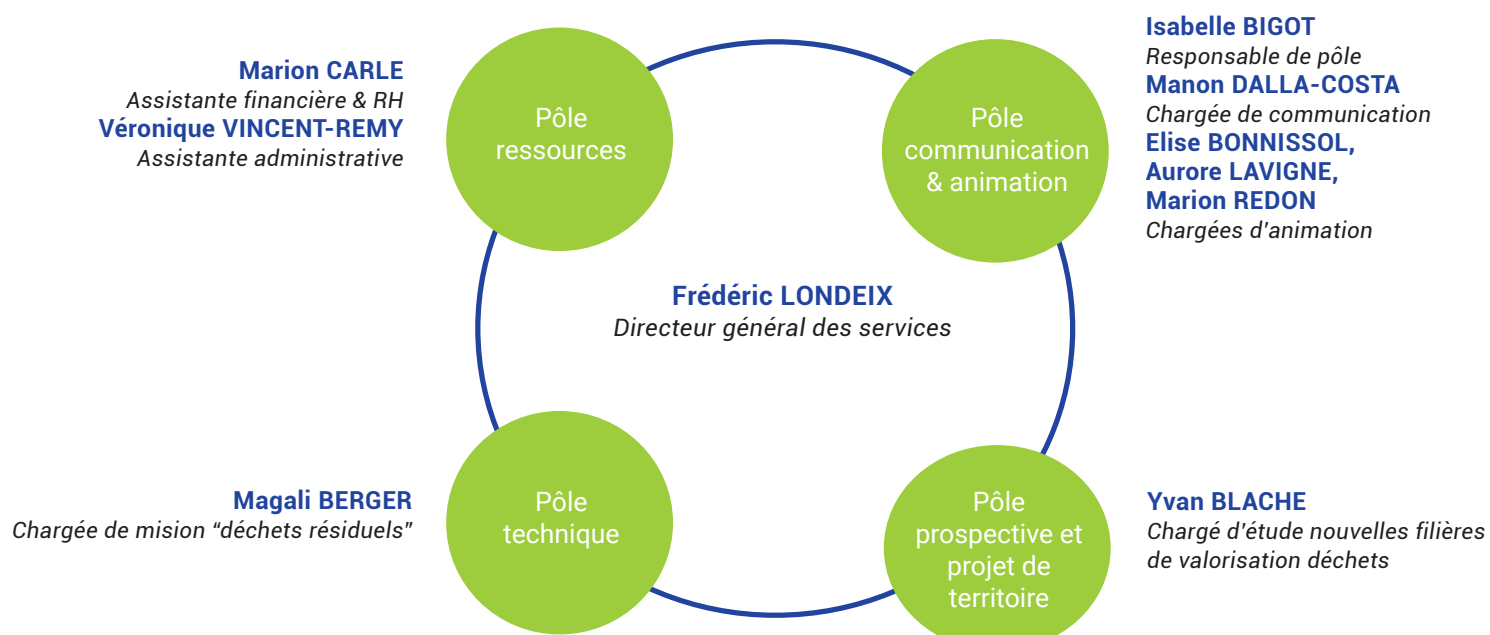 Marion CARLE
Assistante financière & RH
Véronique VINCENT-REMY
Assistante administrative
Pôle
ressources
Pôle
communication
& animation
Isabelle BIGOT
Responsable de pôle
Manon DALLA-COSTA
Chargée de communication
Elise BONNISSOL,
Aurore LAVIGNE,
Marion REDON
Chargées d'animation
Frédéric LONDEIX
Directeur général des services
Magali BERGER
Chargée de mision “déchets résiduels”
Pôle
technique
Pôle
prospective et
projet de
territoire
Yvan BLACHE
Chargé d'étude nouvelles filières
de valorisation déchets